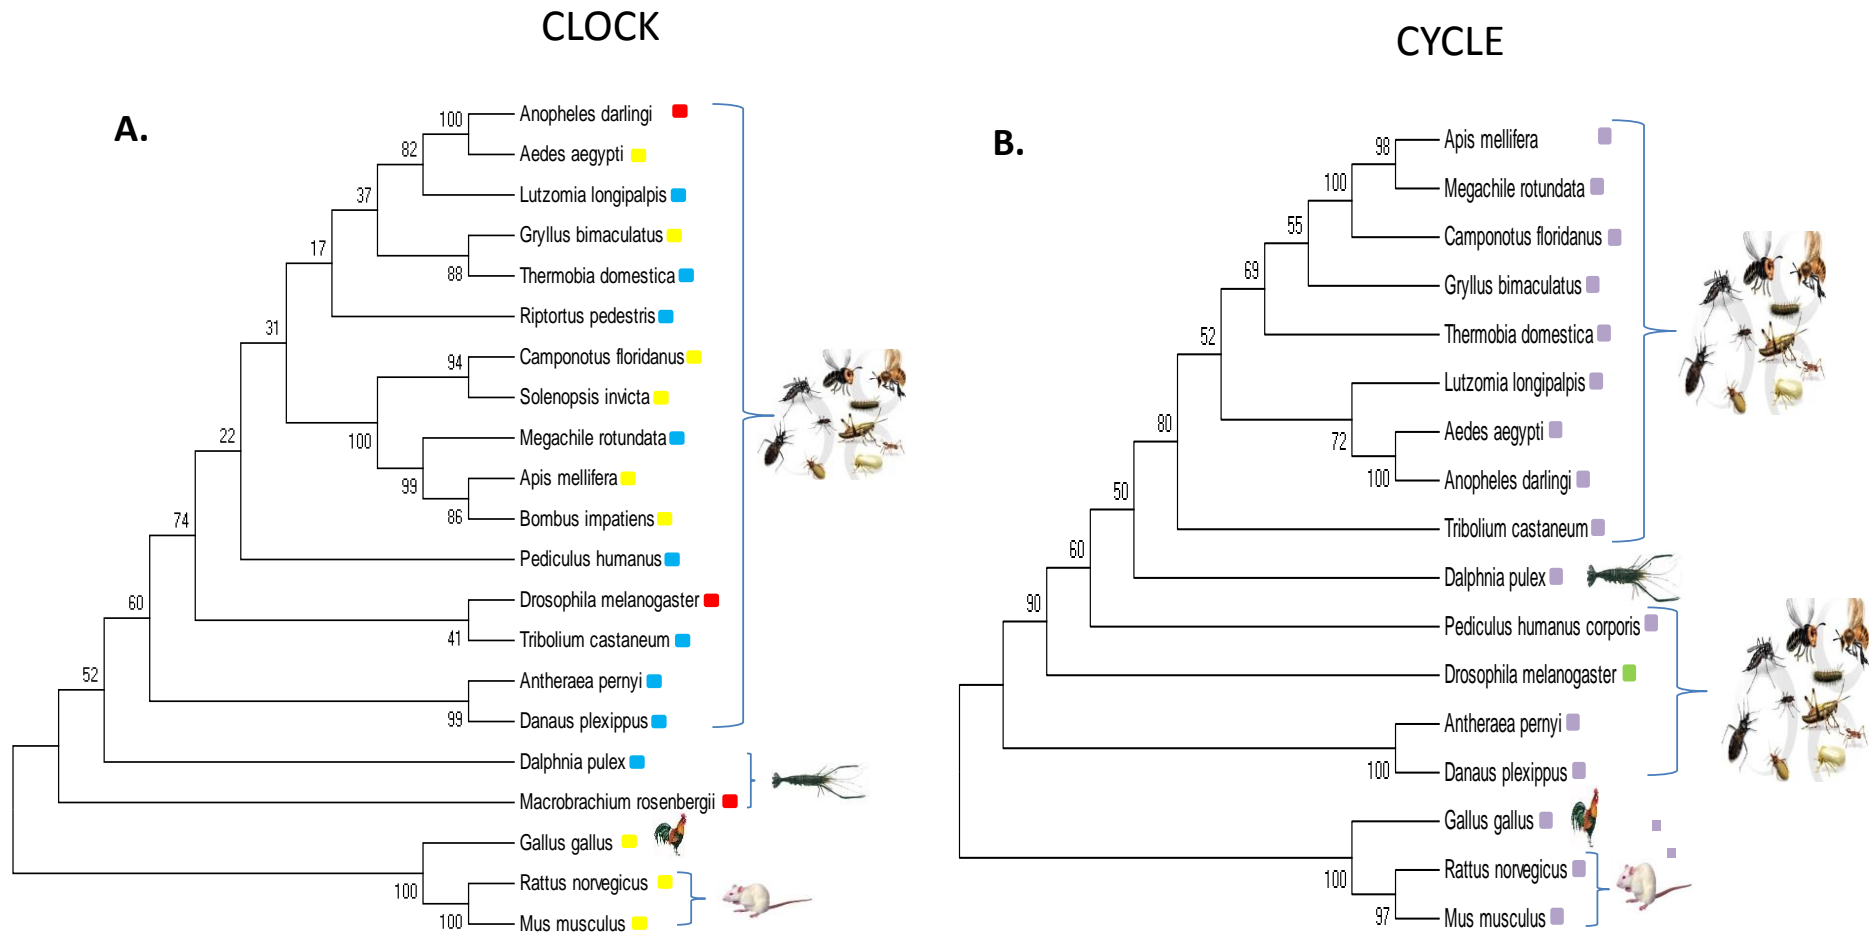 CLOCK
A.
Anopheles darlingi
100
Aedes aegypti
82
Lutzomia longipalpis
37
Gryllus bimaculatus
17
Thermobia domestica
88
Riptortus pedestris
31
Camponotus floridanus
94
Solenopsis invicta
Megachile rotundata
100
22
Apis mellifera
99
Bombus impatiens
86
74
Pediculus humanus
Drosophila melanogaster
60
Tribolium castaneum
41
Antheraea pernyi
52
Danaus plexippus
99
Dalphnia pulex
Macrobrachium rosenbergii
Gallus gallus
Rattus norvegicus
100
Mus musculus
100
CYCLE
B.
Apis mellifera
98
Megachile rotundata
100
Camponotus floridanus
55
Gryllus bimaculatus
69
Thermobia domestica
52
Lutzomia longipalpis
Aedes aegypti
72
80
Anopheles darlingi
100
50
Tribolium castaneum
60
Dalphnia pulex
90
Pediculus humanus corporis
Drosophila melanogaster
Antheraea pernyi
Danaus plexippus
100
Gallus gallus
Rattus norvegicus
100
Mus musculus
97